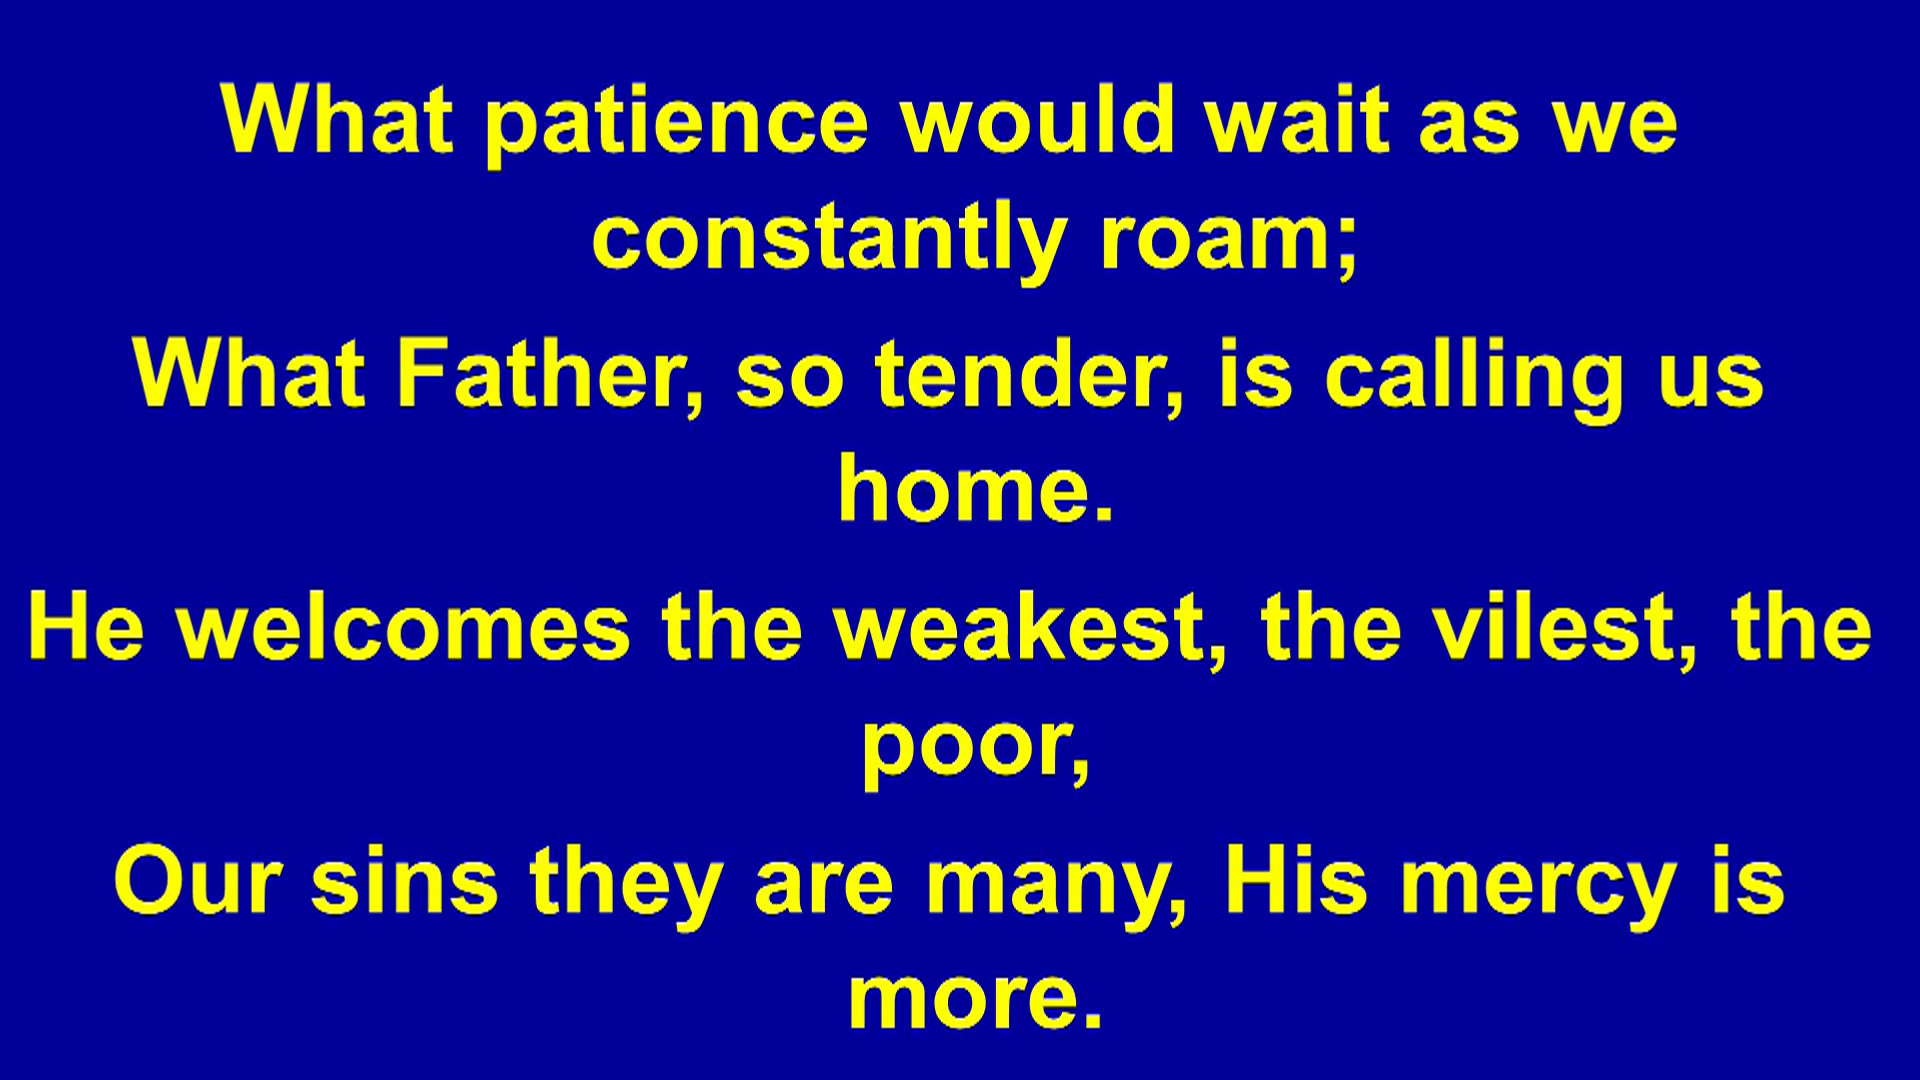 What patience would wait as we
constantly roam;
What Father, so tender, is calling us
home.
He welcomes the weakest, the vilest, the
poor,
Our sins they are many, His mercy is
more.